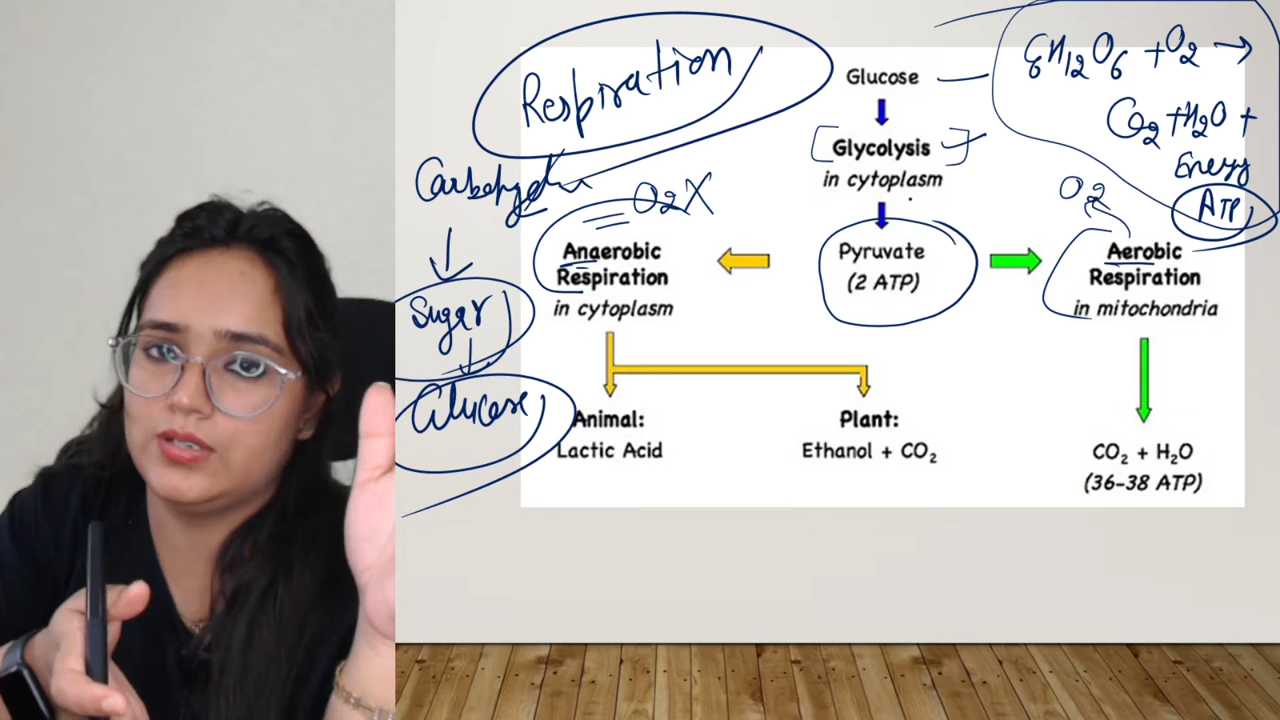 Respiration
Carbohyd
Sugar
Glucose
O2 X
Glucose
Glycolysis
in cytoplasm
Pyruvate
(2 ATP)
Anaerobic
Respiration
in cytoplasm
Animal:
Lactic Acid
Plant:
Ethanol + CO₂
C6H12O6 + O2 →
CO2 + H2O +
Energy
ATP
O2
Aerobic
Respiration
in mitochondria
CO₂ + H₂O
(36-38 ATP)